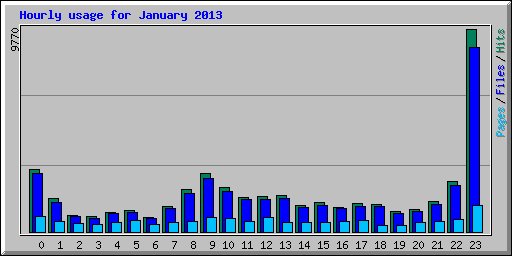 Hourly usage for January 2013
9770
Pages/Files/Hits
0 1 2 3 4 5 6 7 8 9 10 11 12 13 14 15 16 17 18 19 20 21 22 23